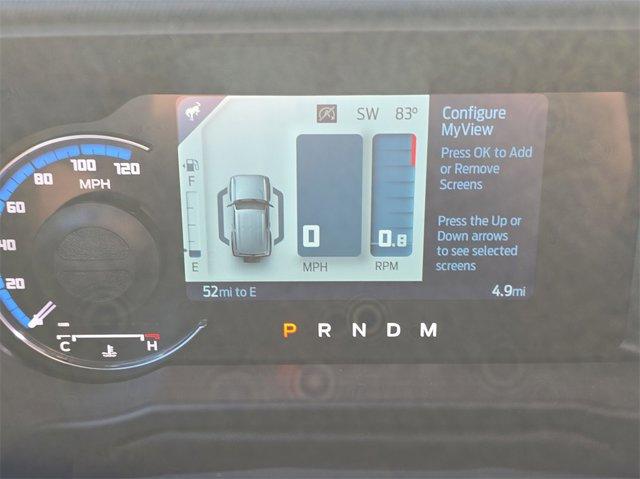 SW 83°
Configure
MyView
Press OK to Add
or Remove
Screens
Press the Up or
Down arrows
to see selected
screens
F
E
0
MPH
0.8
RPM
52mi to E
4.9mi
120
100
80
60
40
20
MPH
C H
P R N D M